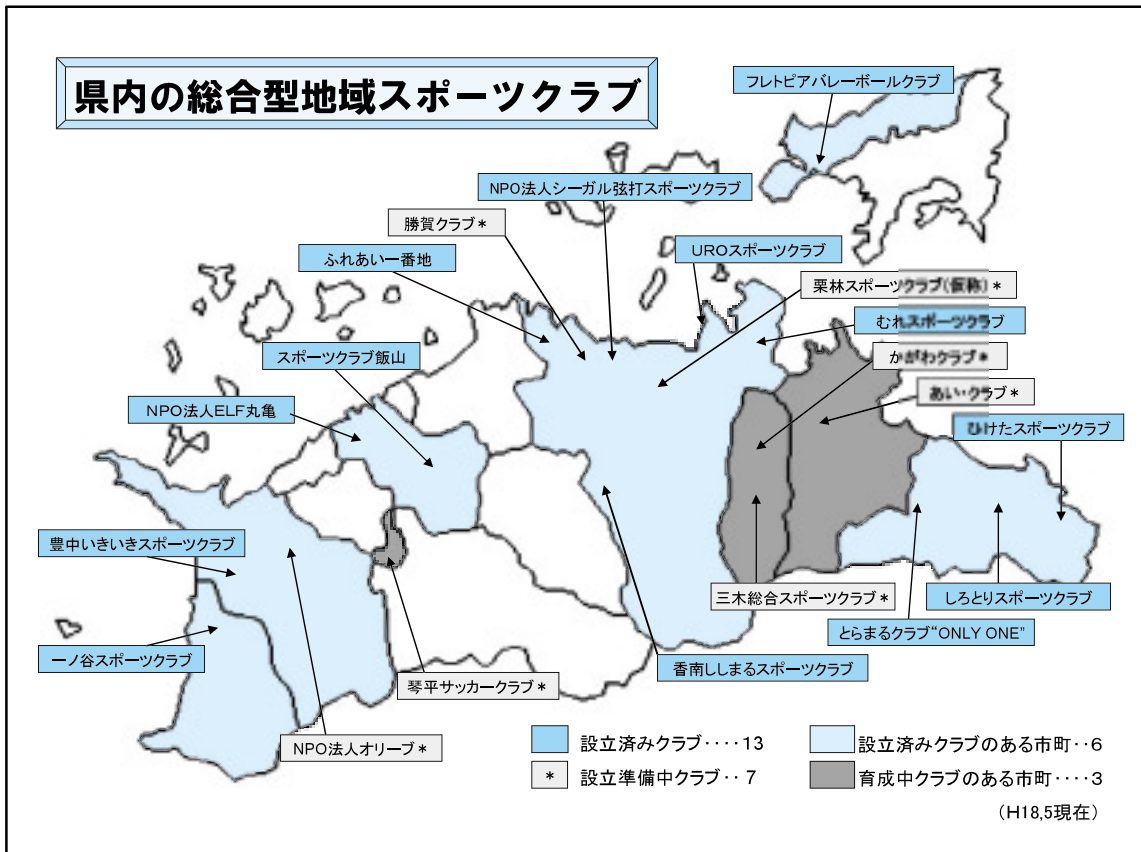 県内の総合型地域スポーツクラブ
フレトピアバレーボールクラブ
NPO法人シーガル弦打スポーツクラブ
勝賀クラブ*
ふれあい一番地
UROスポーツクラブ
栗林スポーツクラブ(仮称)*
むれスポーツクラブ
スポーツクラブ飯山
かがわクラブ*
あい・クラブ*
NPO法人ELF丸亀
ひけたスポーツクラブ
豊中いきいきスポーツクラブ
三木総合スポーツクラブ*
しろとりスポーツクラブ
とらまるクラブ“ONLY ONE”
一ノ谷スポーツクラブ
香南ししまるスポーツクラブ
琴平サッカークラブ*
NPO法人オリーブ*
設立済みクラブ‥‥13
設立済みクラブのある市町‥6
* 設立準備中クラブ‥7
育成中クラブのある市町‥‥3
(H18,5現在)